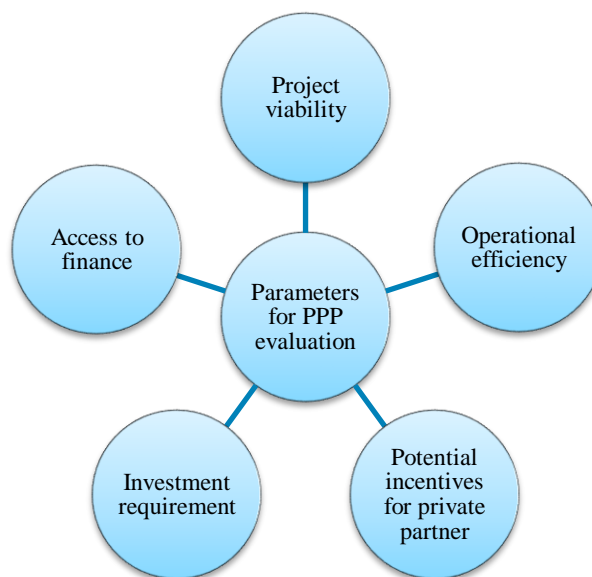 Project
viability
Access to
finance
Operational
efficiency
Parameters
for PPP
evaluation
Investment
requirement
Potential
incentives
for private
partner